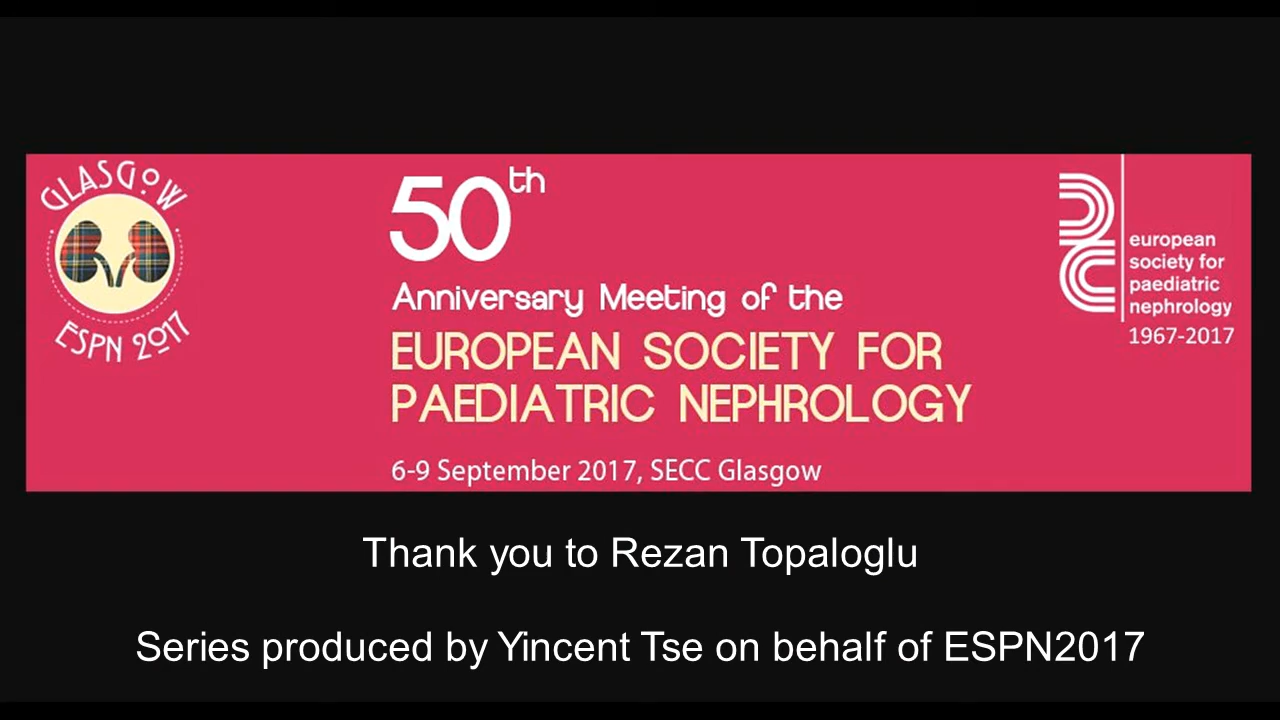 GLASGOW
ESPN 2017
50th
Anniversary Meeting of the
EUROPEAN SOCIETY FOR
PAEDIATRIC NEPHROLOGY
6-9 September 2017, SECC Glasgow
european
society for
paediatric
nephrology
1967-2017
Thank you to Rezan Topaloglu
Series produced by Yincent Tse on behalf of ESPN2017